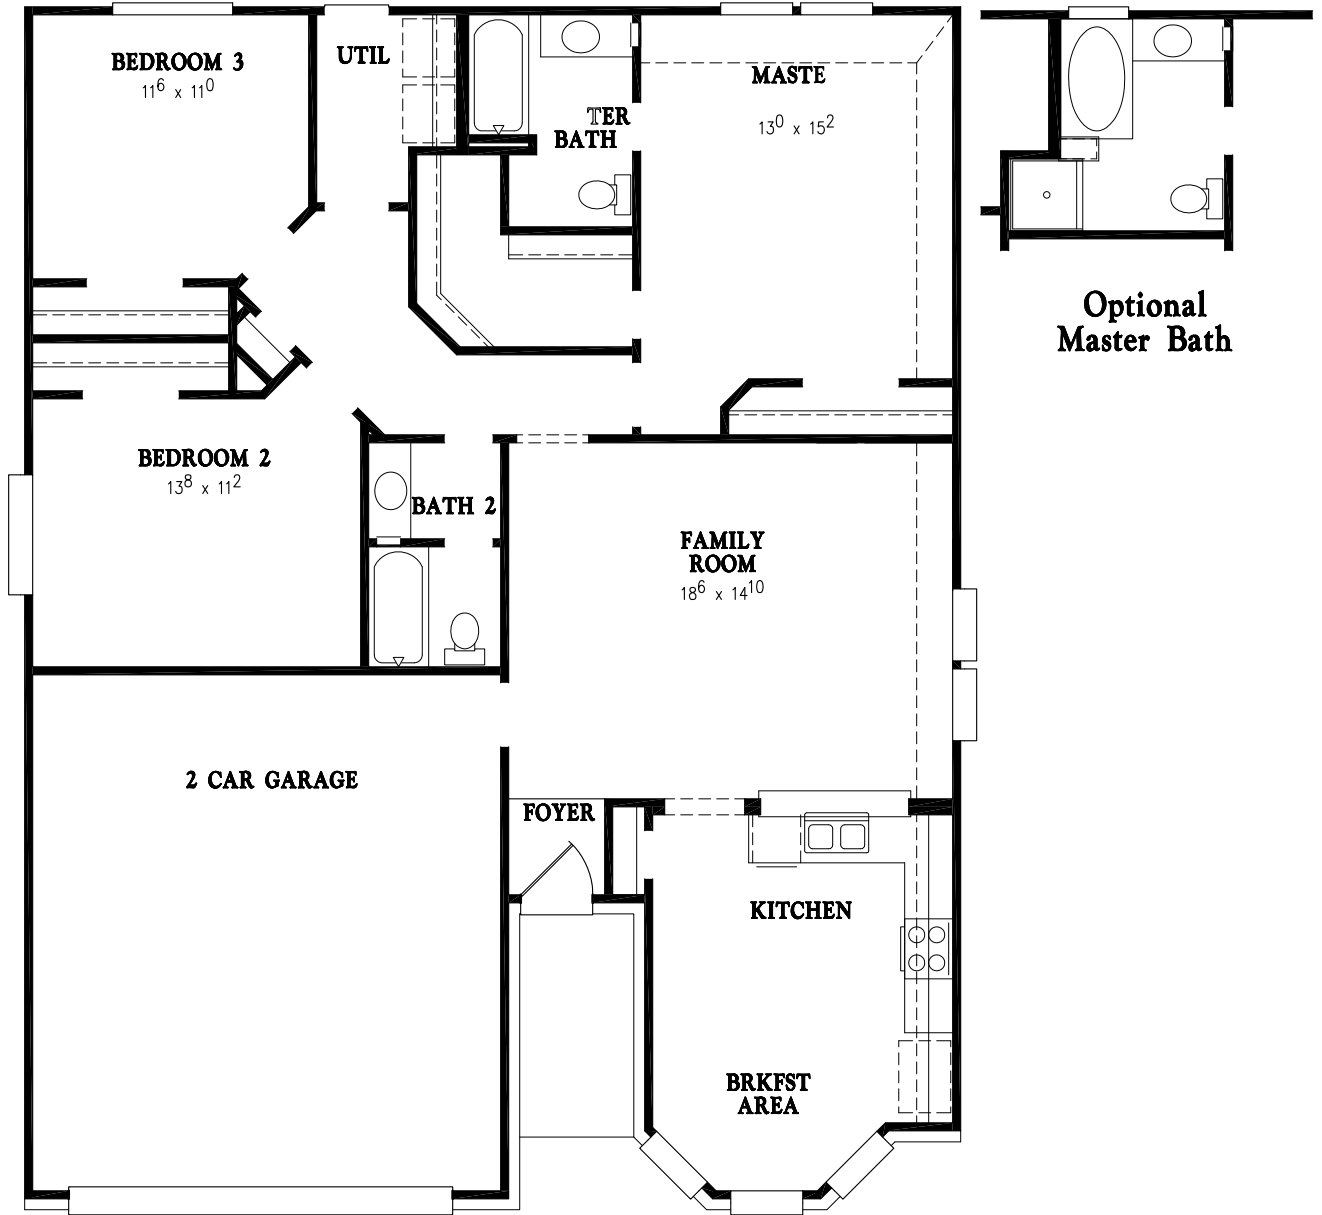 BEDROOM 3
11⁶ x 11⁰
UTIL
MASTE
13⁰ x 15²
TER
BATH
Optional
Master Bath
BEDROOM 2
13⁸ x 11²
BATH 2
FAMILY
ROOM
18⁶ x 14¹⁰
2 CAR GARAGE
FOYER
KITCHEN
BRKFST
AREA